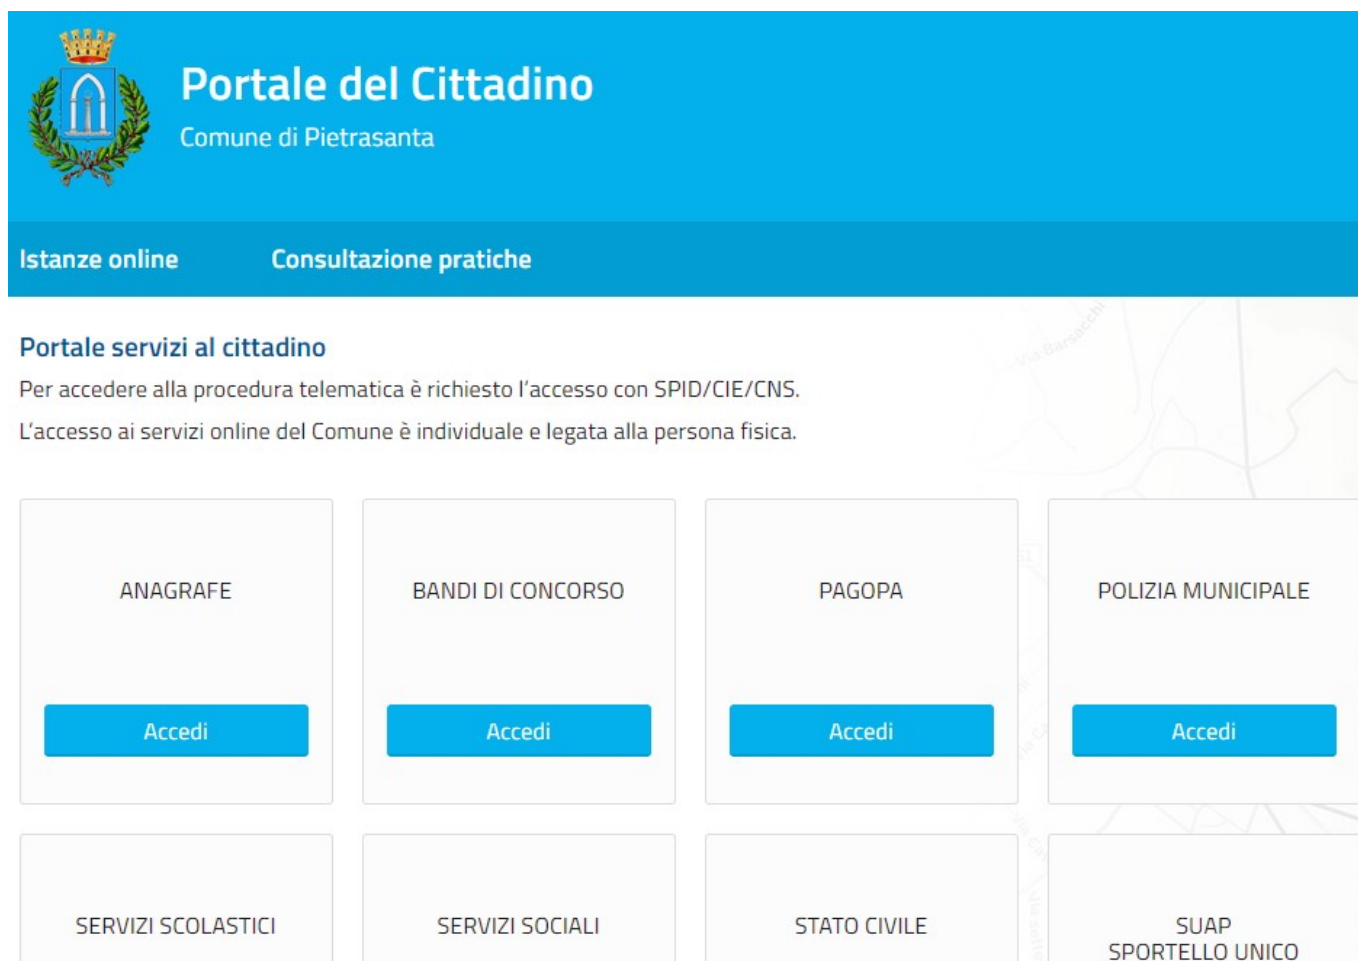 Portale del Cittadino
Comune di Pietrasanta
Istanze online
Consultazione pratiche
Portale servizi al cittadino
Per accedere alla procedura telematica è richiesto l'accesso con SPID/CIE/CNS.
L'accesso ai servizi online del Comune è individuale e legata alla persona fisica.
Via Barsacchi
ANAGRAFE
BANDI DI CONCORSO
PAGOPA
POLIZIA MUNICIPALE
Accedi
Accedi
Accedi
Accedi
SERVIZI SCOLASTICI
SERVIZI SOCIALI
STATO CIVILE
SUAP
SPORTELLO UNICO